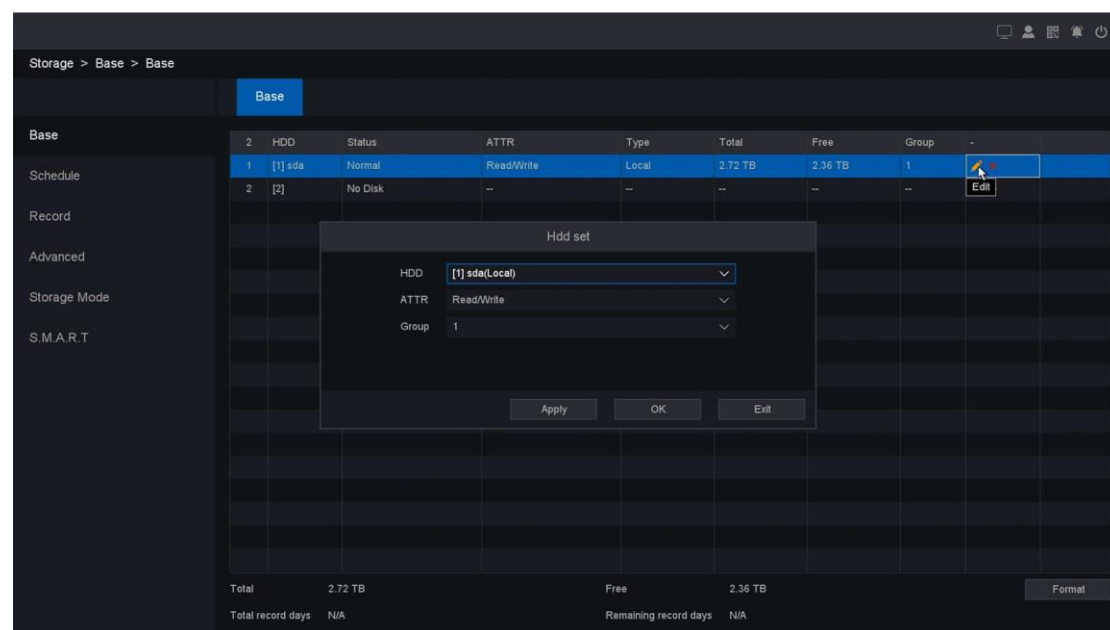 Storage > Base > Base
Base
Base
Schedule
Record
Advanced
Storage Mode
S.M.A.R.T
2 HDD Status ATTR Type Total Free Group -
1 [1] sda Normal Read/Write Local 2.72 TB 2.36 TB 1
Edit
2 [2] No Disk -- -- -- -- --
Hdd set
HDD [1] sda(Local)
ATTR Read/Write
Group 1
Apply OK Exit
Total 2.72 TB Free 2.36 TB Format
Total record days N/A Remaining record days N/A